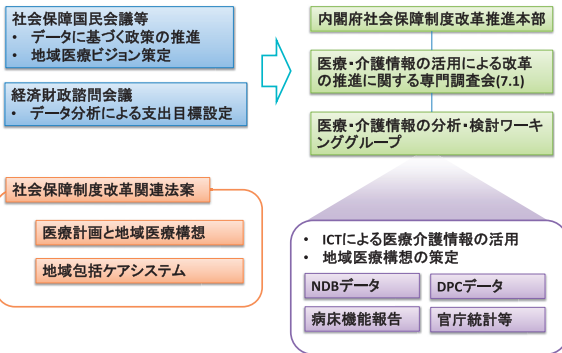 社会保障国民会議等
• データに基づく政策の推進
• 地域医療ビジョン策定
経済財政諮問会議
• データ分析による支出目標設定
内閣府社会保障制度改革推進本部
医療・介護情報の活用による改革
の推進に関する専門調査会(7.1)
医療・介護情報の分析・検討ワーキ
ンググループ
社会保障制度改革関連法案
医療計画と地域医療構想
地域包括ケアシステム
• ICTによる医療介護情報の活用
• 地域医療構想の策定
NDBデータ
DPCデータ
病床機能報告
官庁統計等